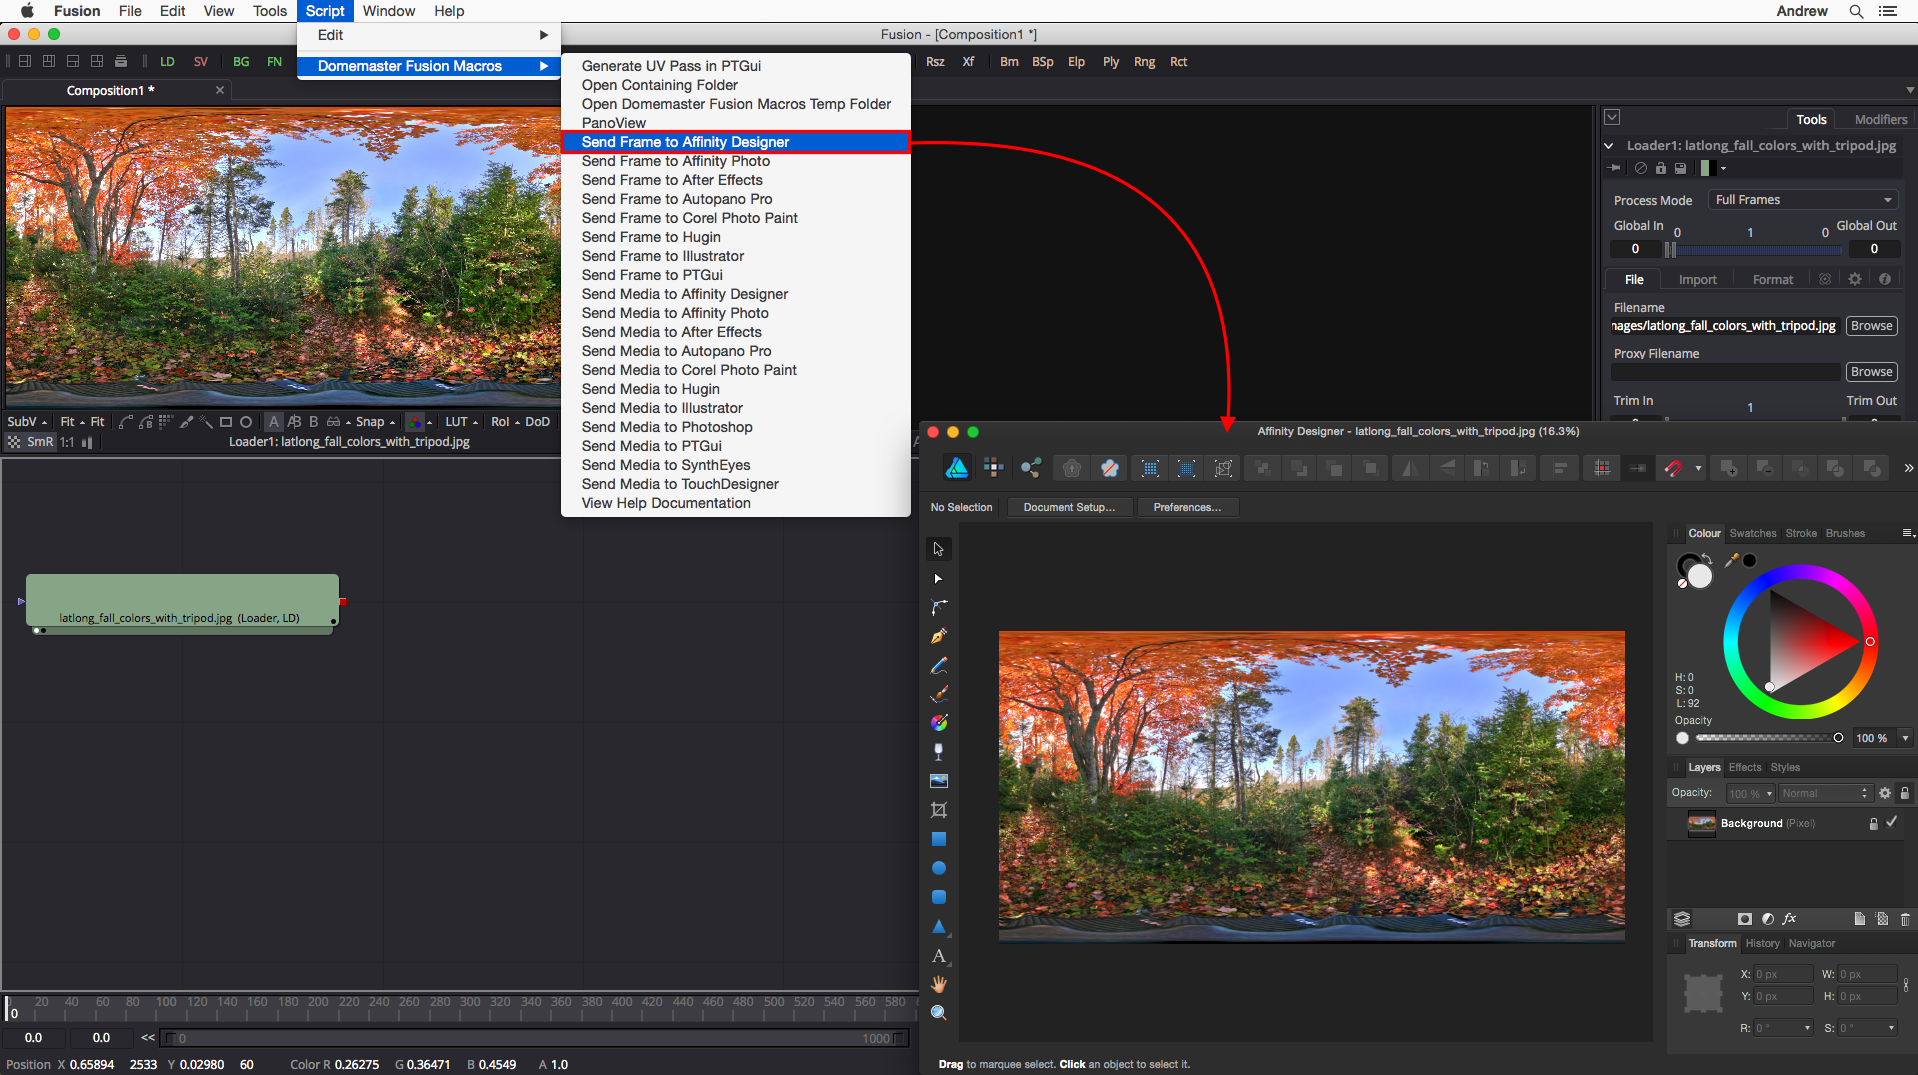 Fusion File Edit View Tools Script Window Help Andrew
Fusion - [Composition1 *]
Edit
Domemaster Fusion Macros
LD SV BG FN
Rsz Xf Bm BSp Elp Ply Rng Rct
Composition1 *
Generate UV Pass in PTGui
Open Containing Folder
Open Domemaster Fusion Macros Temp Folder
PanoView
Send Frame to Affinity Designer
Send Frame to Affinity Photo
Send Frame to After Effects
Send Frame to Autopano Pro
Send Frame to Corel Photo Paint
Send Frame to Hugin
Send Frame to Illustrator
Send Frame to PTGui
Send Media to Affinity Designer
Send Media to Affinity Photo
Send Media to After Effects
Send Media to Autopano Pro
Send Media to Corel Photo Paint
Send Media to Hugin
Send Media to Illustrator
Send Media to Photoshop
Send Media to PTGui
Send Media to SynthEyes
Send Media to TouchDesigner
View Help Documentation
Tools Modifiers
Loader1: latlong_fall_colors_with_tripod.jpg
Process Mode Full Frames
Global In 0 1 0 Global Out
0 0
File Import Format
Filename
nages/latlong_fall_colors_with_tripod.jpg Browse
Proxy Filename
Browse
Trim In 1 Trim Out
SubV Fit Fit A B Snap LUT RoI DoD
SmR 1:1 Loader1: latlong_fall_colors_with_tripod.jpg
latlong_fall_colors_with_tripod.jpg (Loader, LD)
Affinity Designer - latlong_fall_colors_with_tripod.jpg (16.3%)
No Selection Document Setup... Preferences...
Colour Swatches Stroke Brushes
H: 0
S: 0
L: 92
Opacity
100 %
Layers Effects Styles
Opacity: 100 % Normal
Background (Pixel)
fx
Transform History Navigator
X: 0 px W: 0 px
Y: 0 px H: 0 px
R: 0 ° S: 0 °
A
Drag to marquee select. Click an object to select it.
20 40 60 80 100 120 140 160 180 200 220 240 260 280 300 320 340 360 380 400 420 440 460 480 500 520 540 560 580
0
0.0 0.0 << 0 1000
Position X 0.65894 2533 Y 0.02980 60 Color R 0.26275 G 0.36471 B 0.4549 A 1.0